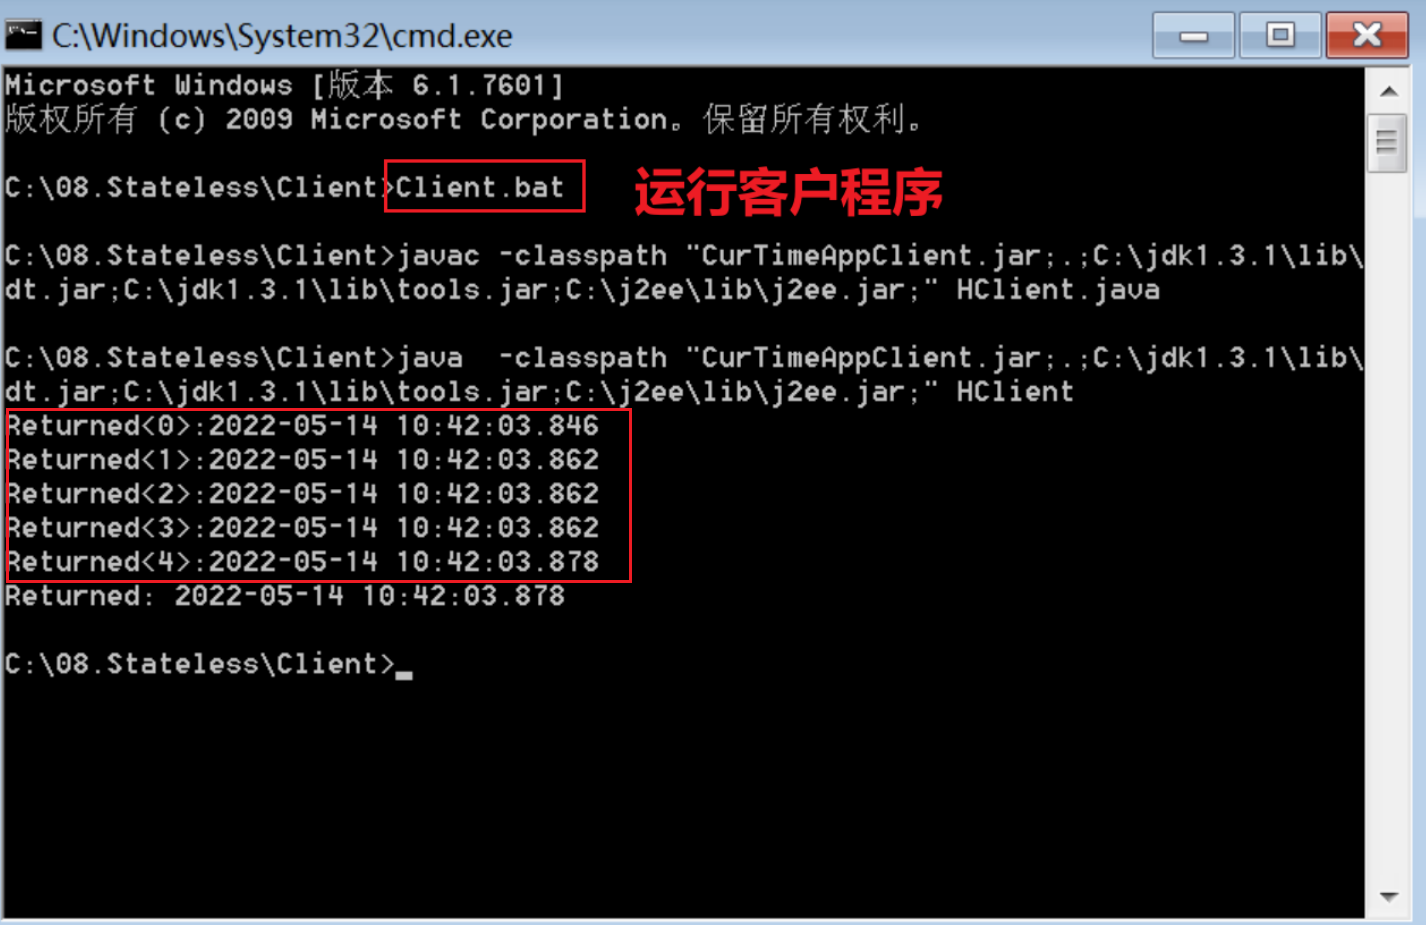 C:\Windows\System32\cmd.exe
Microsoft Windows [版本 6.1.7601]
版权所有 (c) 2009 Microsoft Corporation。保留所有权利。
C:\08.Stateless\Client>Client.bat
运行客户程序
C:\08.Stateless\Client>javac -classpath "CurTimeAppClient.jar;.;C:\jdk1.3.1\lib\
dt.jar;C:\jdk1.3.1\lib\tools.jar;C:\j2ee\lib\j2ee.jar;" HClient.java
C:\08.Stateless\Client>java  -classpath "CurTimeAppClient.jar;.;C:\jdk1.3.1\lib\
dt.jar;C:\jdk1.3.1\lib\tools.jar;C:\j2ee\lib\j2ee.jar;" HClient
Returned<0>:2022-05-14 10:42:03.846
Returned<1>:2022-05-14 10:42:03.862
Returned<2>:2022-05-14 10:42:03.862
Returned<3>:2022-05-14 10:42:03.862
Returned<4>:2022-05-14 10:42:03.878
Returned: 2022-05-14 10:42:03.878
C:\08.Stateless\Client>_